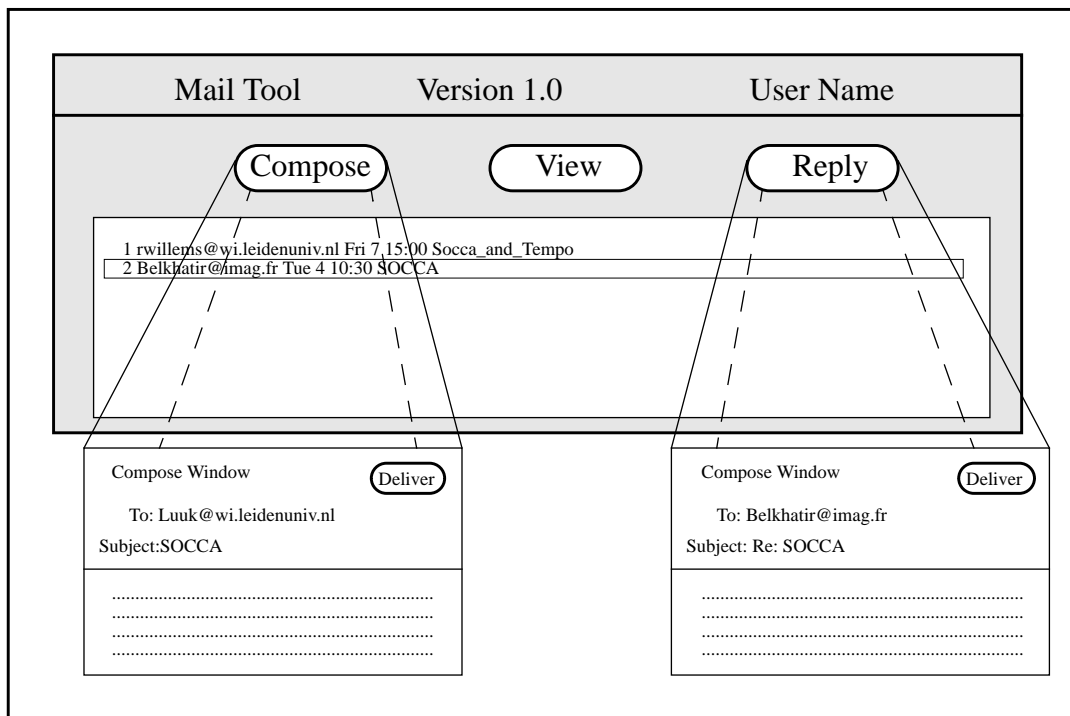 Mail Tool Version 1.0 User Name
Compose View Reply
1 rwillems@wi.leidenuniv.nl Fri 7 15:00 Socca_and_Tempo
2 Belkhatir@imag.fr Tue 4 10:30 SOCCA
Compose Window Deliver
To: Luuk@wi.leidenuniv.nl
Subject:SOCCA
Compose Window Deliver
To: Belkhatir@imag.fr
Subject: Re: SOCCA